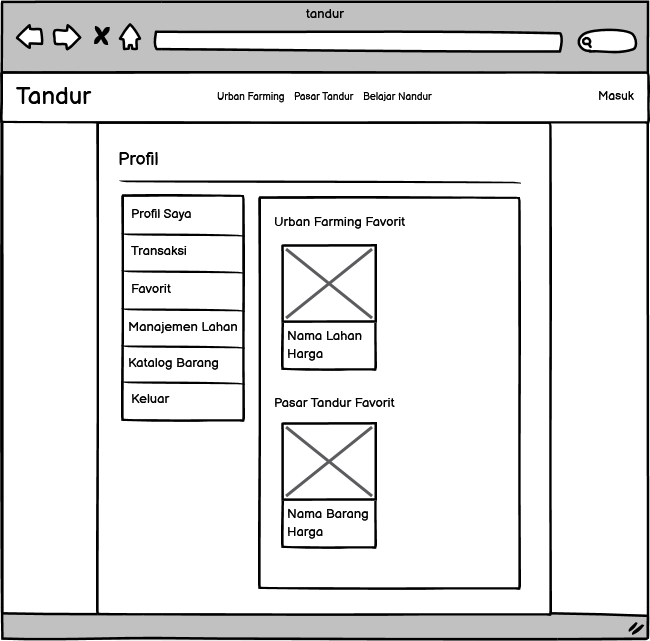 tandur
Tandur
Urban Farming
Pasar Tandur
Belajar Nandur
Masuk
Profil
Profil Saya
Transaksi
Favorit
Manajemen Lahan
Katalog Barang
Keluar
Urban Farming Favorit
Nama Lahan
Harga
Pasar Tandur Favorit
Nama Barang
Harga